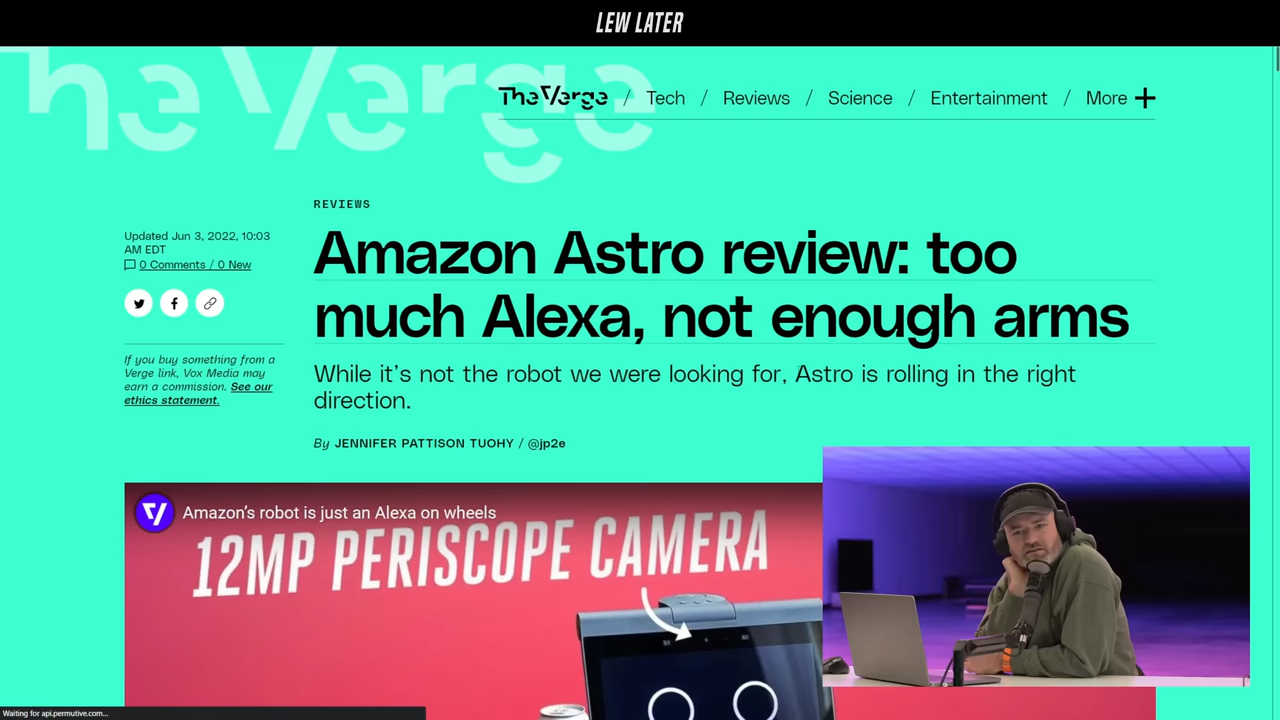 LEW LATER
TheVerge
TheVerge / Tech / Reviews / Science / Entertainment / More +
REVIEWS
Updated Jun 3, 2022, 10:03
AM EDT
0 Comments / 0 New
Amazon Astro review: too
much Alexa, not enough arms
While it’s not the robot we were looking for, Astro is rolling in the right
direction.
By JENNIFER PATTISON TUOHY / @jp2e
If you buy something from a
Verge link, Vox Media may
earn a commission. See our
ethics statement.
Amazon’s robot is just an Alexa on wheels
12MP PERISCOPE CAMERA
Waiting for api.permutive.com...